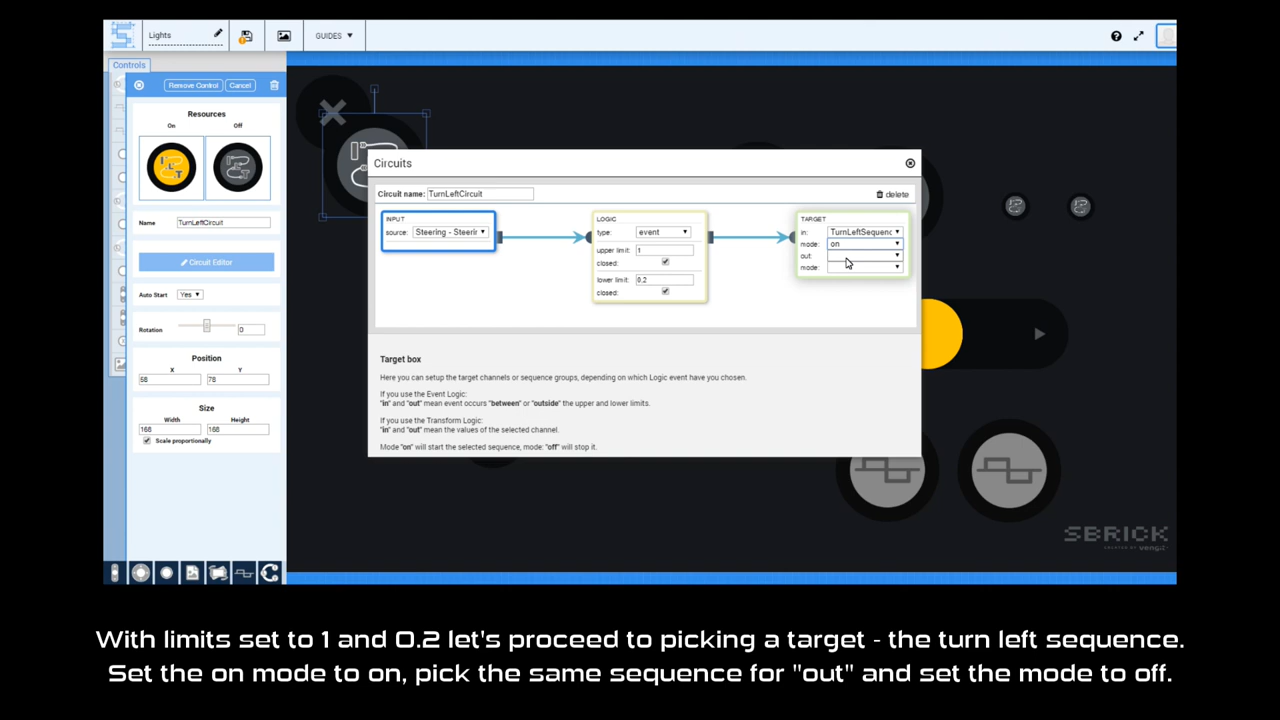 Lights
GUIDES ▼
Controls
Remove Control
Cancel
Resources
On
Off
Name
TurnLeftCircuit
Circuit Editor
Auto Start
Yes
Rotation
0
Position
X
Y
58
78
Size
Width
Height
168
168
Scale proportionally
Circuits
Circuit name:
TurnLeftCircuit
delete
INPUT
source:
LOGIC
type:
event
upper limit:
1
closed:
lower limit:
0.2
closed:
TARGET
in:
TurnLeftSequenc
mode:
on
out:
mode:
Target box
Here you can setup the target channels or sequence groups, depending on which Logic event have you chosen.
If you use the Event Logic:
"in" and "out" mean event occurs "between" or "outside" the upper and lower limits.
If you use the Transform Logic:
"in" and "out" mean the values of the selected channel.
Mode "on" will start the selected sequence, mode: "off" will stop it.
SBRICK
CREATED BY vengit
With limits set to 1 and 0.2 let's proceed to picking a target - the turn left sequence.
Set the on mode to on, pick the same sequence for "out" and set the mode to off.